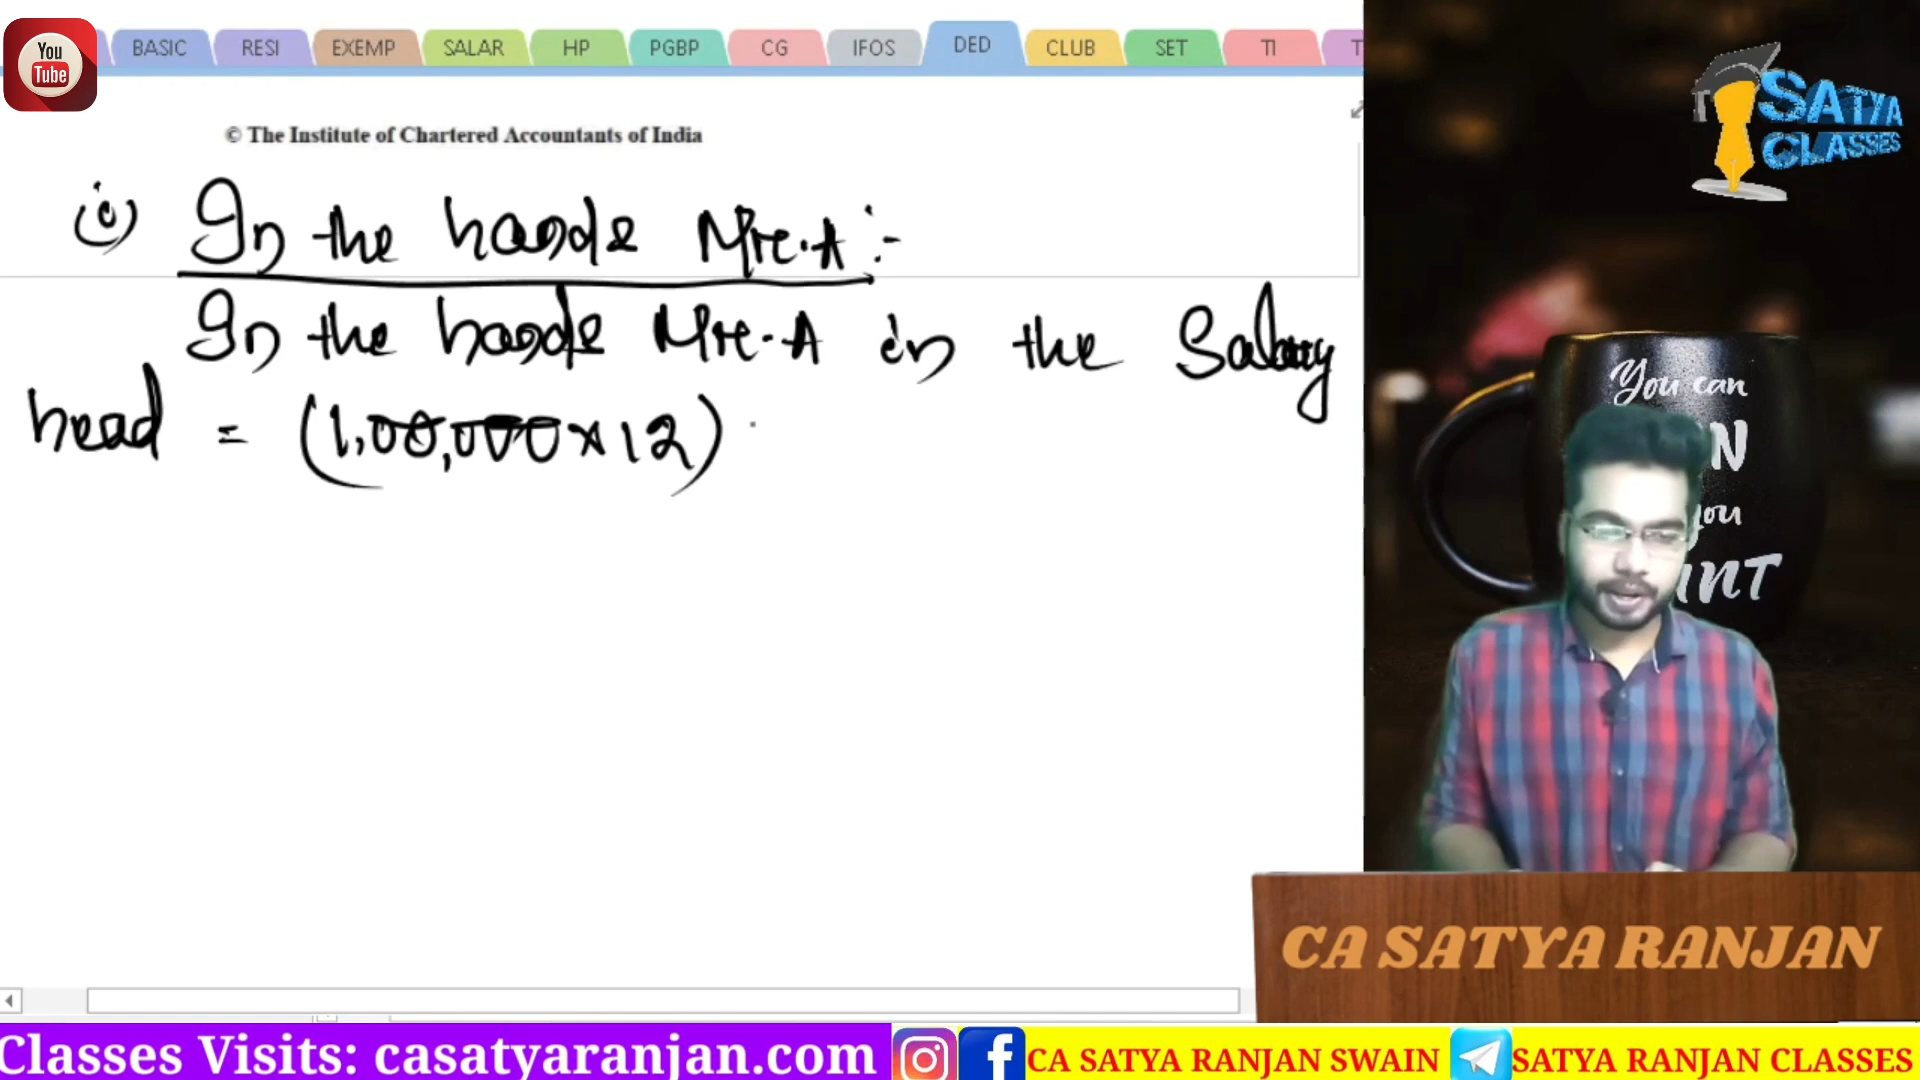 You
Tube
BASIC RESI EXEMP SALAR HP PGBP CG IFOS DED CLUB SET TI T
SATYA
CLASSES
© The Institute of Chartered Accountants of India
(i) In the hands Mr. A :-
In the hands Mr. A in the Salary
head = (1,00,000 × 12)
You can
CA SATYA RANJAN
Classes Visits: casatyaranjan.com CA SATYA RANJAN SWAIN SATYA RANJAN CLASSES